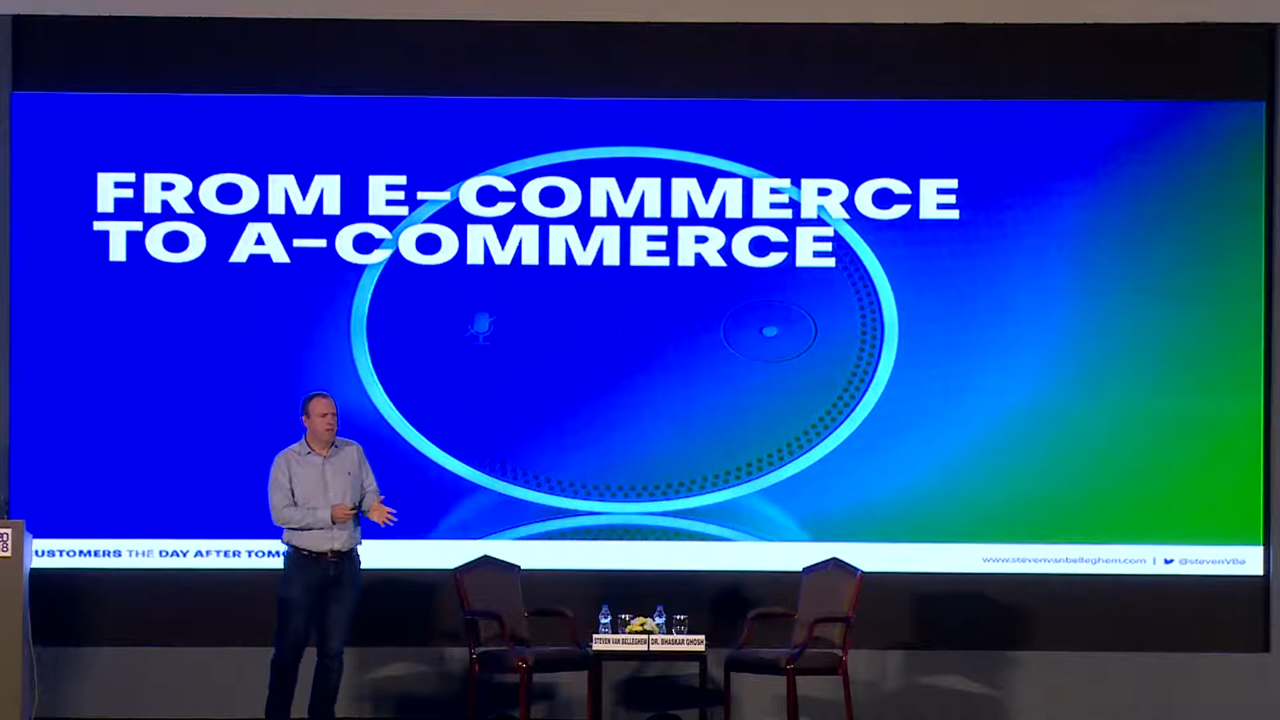 FROM E-COMMERCE
TO A-COMMERCE
USTOMERS THE DAY AFTER TOM
www.stevenvanbelleghem.com | @stevenVBe
STEVEN VAN BELLEGHEM
DR. BHASKAR GHOSH